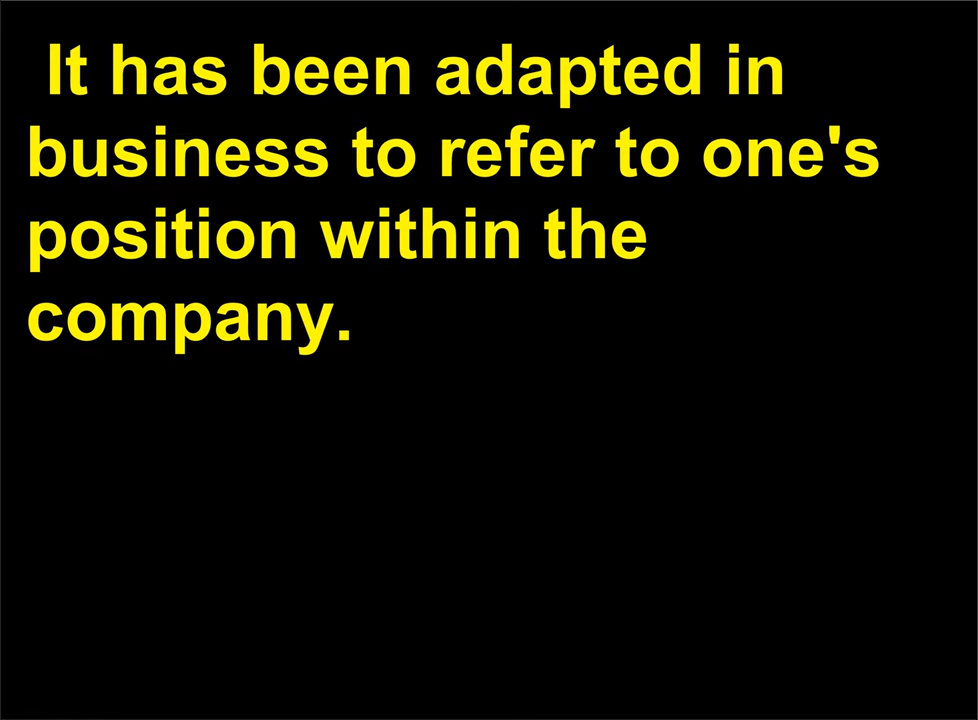 It has been adapted in
business to refer to one's
position within the
company.